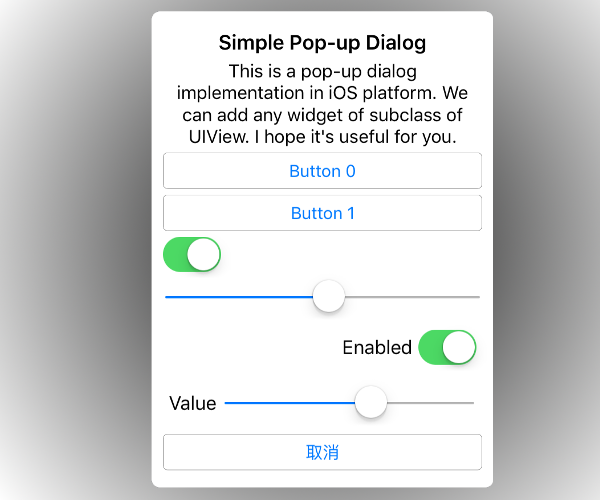 Simple Pop-up Dialog
This is a pop-up dialog
implementation in iOS platform. We
can add any widget of subclass of
UIView. I hope it's useful for you.
Button 0
Button 1
Enabled
Value
取消